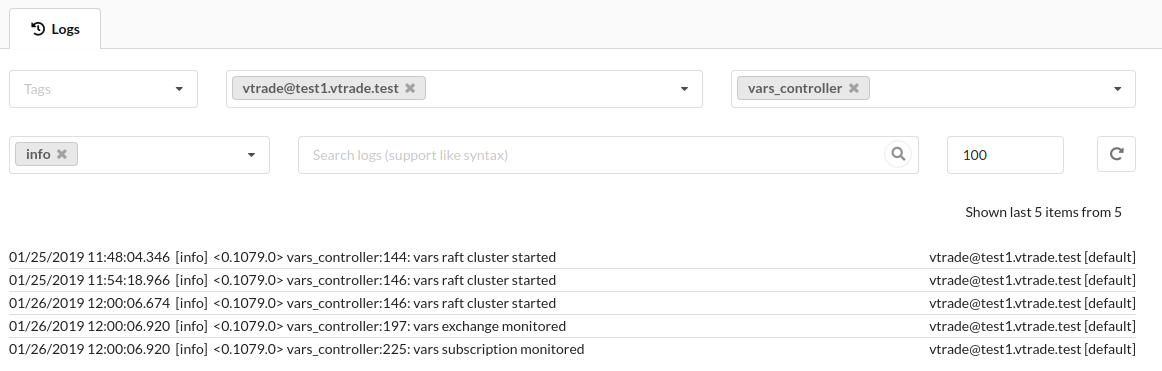 Logs
Tags vtrade@test1.vtrade.test vars_controller
info Search logs (support like syntax) 100
Shown last 5 items from 5
01/25/2019 11:48:04.346 [info] <0.1079.0> vars_controller:144: vars raft cluster started vtrade@test1.vtrade.test [default]
01/25/2019 11:54:18.966 [info] <0.1079.0> vars_controller:146: vars raft cluster started vtrade@test1.vtrade.test [default]
01/26/2019 12:00:06.674 [info] <0.1079.0> vars_controller:146: vars raft cluster started vtrade@test1.vtrade.test [default]
01/26/2019 12:00:06.920 [info] <0.1079.0> vars_controller:197: vars exchange monitored vtrade@test1.vtrade.test [default]
01/26/2019 12:00:06.920 [info] <0.1079.0> vars_controller:225: vars subscription monitored vtrade@test1.vtrade.test [default]